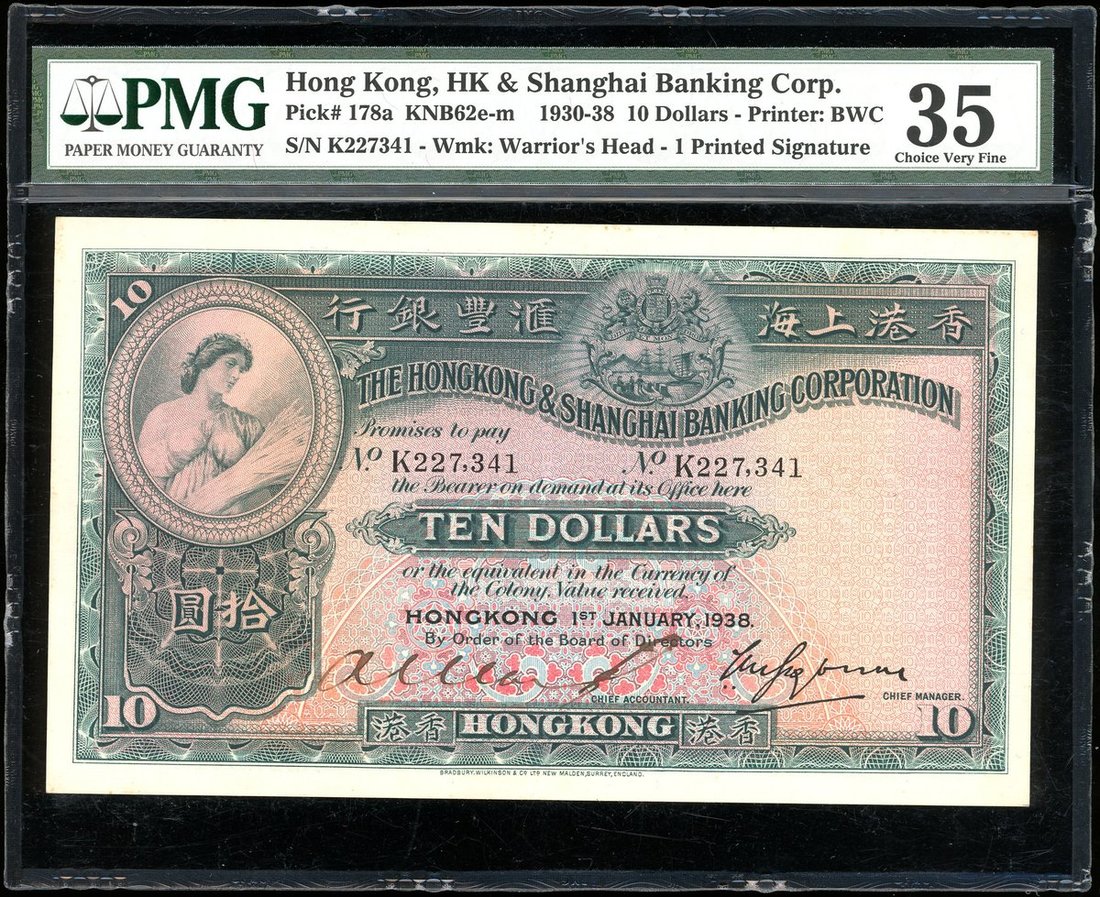 PMG
PAPER MONEY GUARANTY
Hong Kong, HK & Shanghai Banking Corp.
Pick# 178a KNB62e-m 1930-38 10 Dollars - Printer: BWC
S/N K227341 - Wmk: Warrior's Head - 1 Printed Signature
35
Choice Very Fine
10
香港上海滙豐銀行
THE HONGKONG & SHANGHAI BANKING CORPORATION
Promises to pay
No. K227,341 No. K227,341
the Bearer on demand at its Office here
TEN DOLLARS
or the equivalent in the Currency of
the Colony, Value received.
HONGKONG 1ST JANUARY, 1938.
By Order of the Board of Directors
拾圓
CHIEF ACCOUNTANT.
CHIEF MANAGER.
10 香港 HONGKONG 香港 10
BRADBURY, WILKINSON & Co LTD NEW MALDEN, SURREY, ENGLAND.